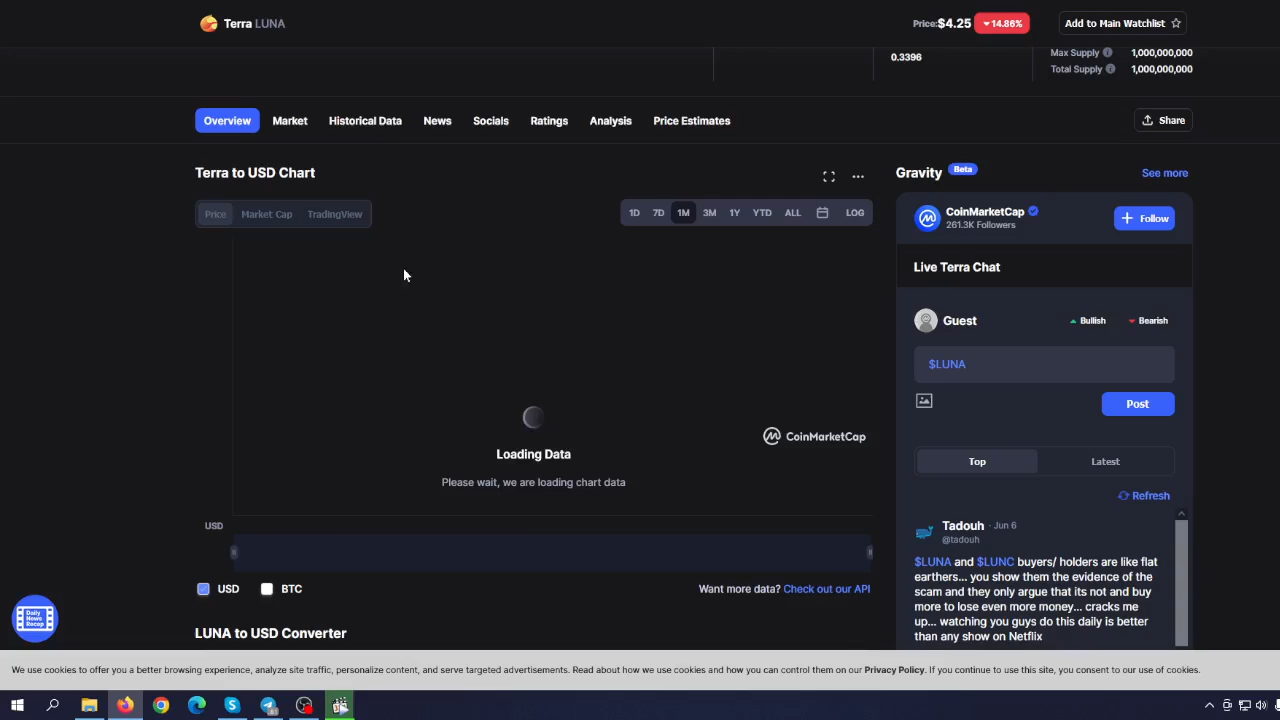 Terra LUNA
Price:$4.25 14.86%
Add to Main Watchlist
0.3396
Max Supply 1,000,000,000
Total Supply 1,000,000,000
Overview Market Historical Data News Socials Ratings Analysis Price Estimates
Share
Terra to USD Chart
Price Market Cap TradingView
1D 7D 1M 3M 1Y YTD ALL LOG
CoinMarketCap
Loading Data
Please wait, we are loading chart data
USD
USD BTC
Want more data? Check out our API
LUNA to USD Converter
Gravity Beta
See more
CoinMarketCap
261.3K Followers
+ Follow
Live Terra Chat
Guest
Bullish Bearish
$LUNA
Post
Top Latest
Refresh
Tadouh · Jun 6
@tadouh
$LUNA and $LUNC buyers/ holders are like flat
earthers... you show them the evidence of the
scam and they only argue that its not and buy
more to lose even more money... cracks me
up... watching you guys do this daily is better
than any show on Netflix
Daily
News
Recap
We use cookies to offer you a better browsing experience, analyze site traffic, personalize content, and serve targeted advertisements. Read about how we use cookies and how you can control them on our Privacy Policy. If you continue to use this site, you consent to our use of cookies.